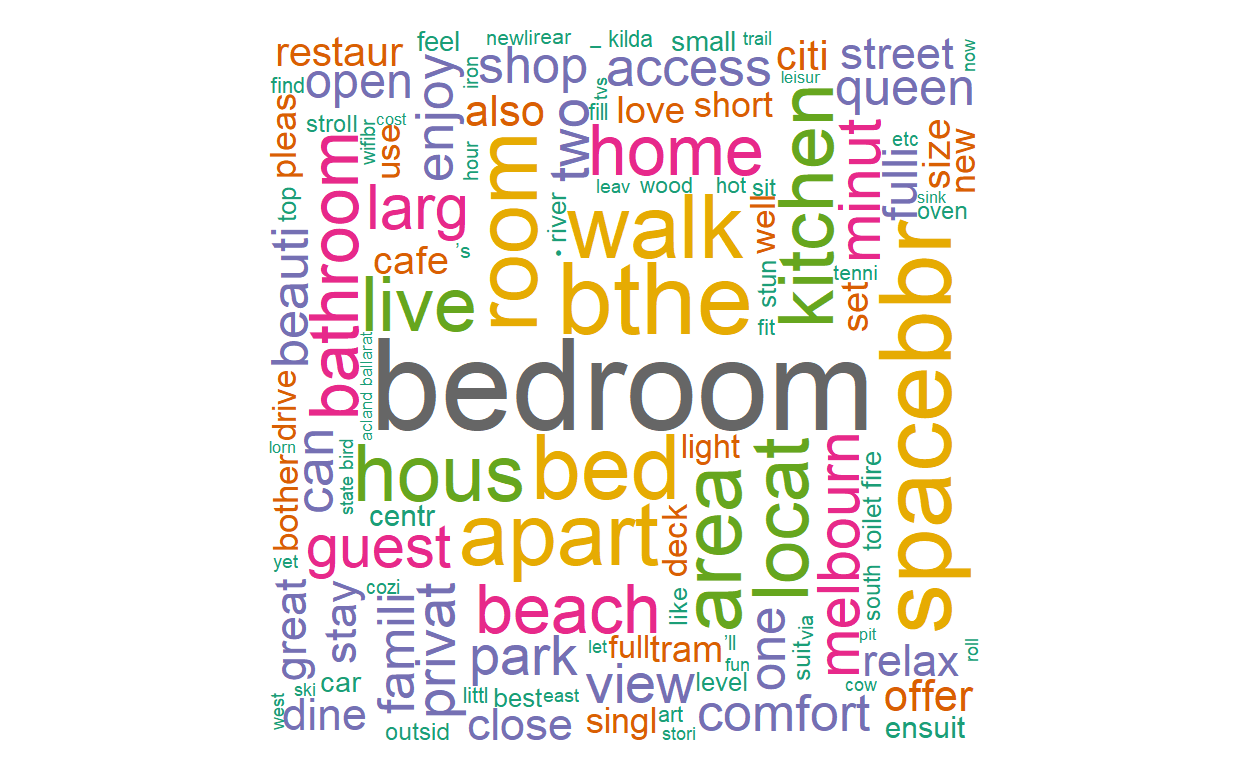 restaur
feel
newlirear
_
kilda
small
trail
citi
street
now
find
open
enjoy
iron
shop
tvs
access
leisur
queen
pleas
stroll
cost
wifibr
use
also
two
fill
love
short
kitchen
minut
fulli
etc
size
new
hour
room
home
top
bathroom
larg
leav
wood
hot
sit
sink
oven
beauti
cafe
's
•
river
walk
well
stun
tenni
set
spacebbr
live
bthe
fit
acland
ballarat
bedroom
drive
lorn
can
bother
state
bird
hous
bed
light
area
locat
melbourn
fire
toilet
centr
guest
apart
deck
yet
great
stay
cozi
famili
privat
beach
like
one
suit
via
south
pit
relax
roll
park
let
full
tram
'll
fun
level
view
west
ski
car
dine
littl
best
east
close
singl
art
stori
comfort
cow
offer
ensuit
outsid